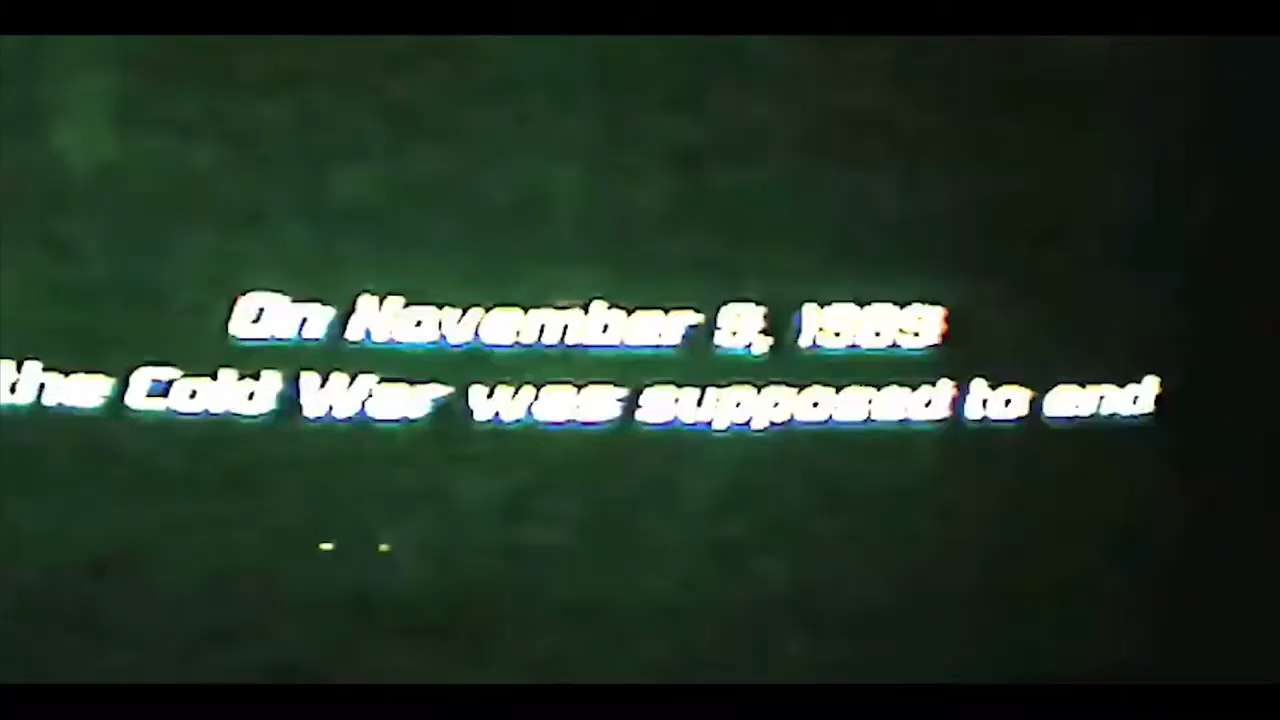 On November 9, 1989
the Cold War was supposed to end